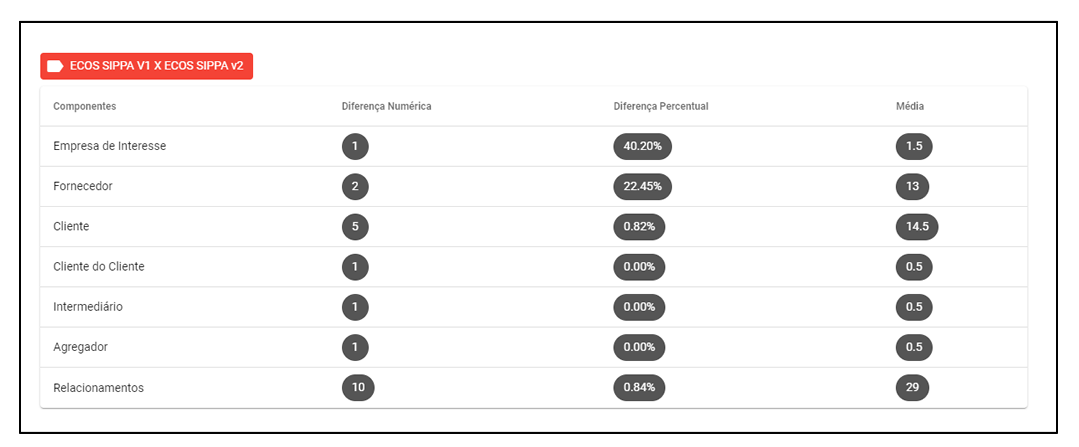 ECOS SIPPA V1 X ECOS SIPPA v2
Componentes Diferença Numérica Diferença Percentual Média
Empresa de Interesse 1 40.20% 1.5
Fornecedor 2 22.45% 13
Cliente 5 0.82% 14.5
Cliente do Cliente 1 0.00% 0.5
Intermediário 1 0.00% 0.5
Agregador 1 0.00% 0.5
Relacionamentos 10 0.84% 29